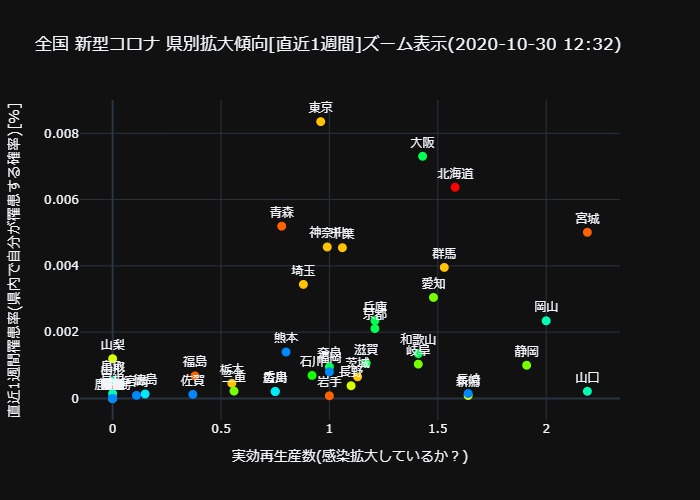 全国 新型コロナ 県別拡大傾向[直近1週間]ズーム表示(2020-10-30 12:32)
直近1週間罹患率(県内で自分が罹患する確率)[%]
0.008
0.006
0.004
0.002
0
東京
大阪
北海道
青森
宮城
神奈川
千葉
群馬
埼玉
愛知
兵庫
京都
岡山
山梨
熊本
和歌山
滋賀
岐阜
静岡
福島
石川
奈良
福岡
茨城
長野
栃木
三重
佐賀
岩手
長崎
新潟
山口
0
0.5
1
1.5
2
実効再生産数(感染拡大しているか？)